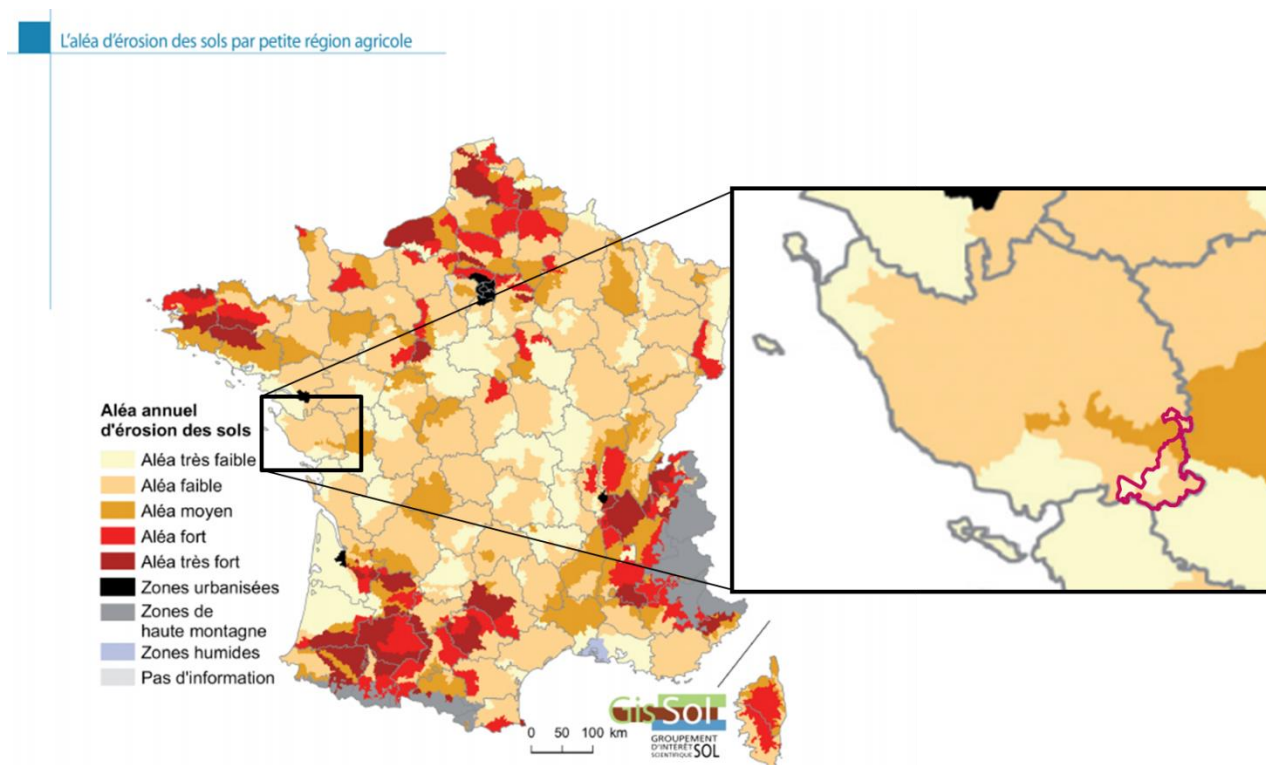 L'aléa d'érosion des sols par petite région agricole
Aléa annuel
d'érosion des sols
Aléa très faible
Aléa faible
Aléa moyen
Aléa fort
Aléa très fort
Zones urbanisées
Zones de
haute montagne
Zones humides
Pas d'information
0 50 100 km
GisSol
GROUPEMENT
D'INTÉRÊT
SCIENTIFIQUE SOL